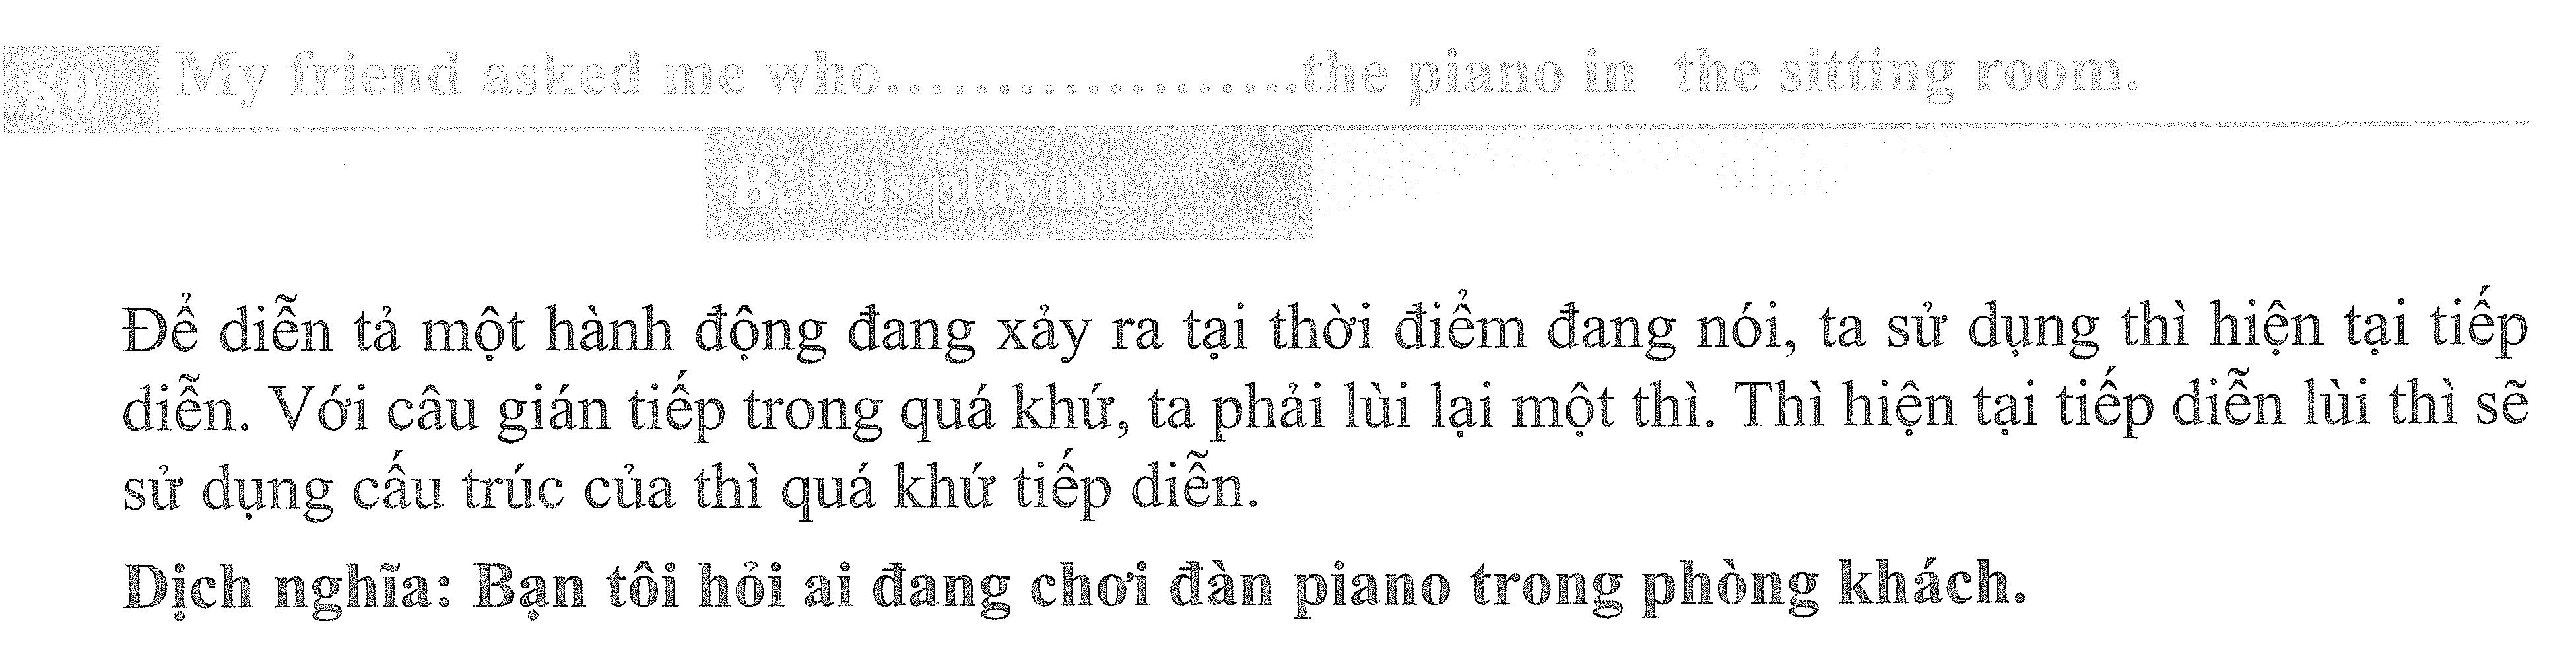 80 My friend asked me who...................the piano in the sitting room.
B. was playing
Để diễn tả một hành động đang xảy ra tại thời điểm đang nói, ta sử dụng thì hiện tại tiếp
diễn. Với câu gián tiếp trong quá khứ, ta phải lùi lại một thì. Thì hiện tại tiếp diễn lùi thì sẽ
sử dụng cấu trúc của thì quá khứ tiếp diễn.
Dịch nghĩa: Bạn tôi hỏi ai đang chơi đàn piano trong phòng khách.